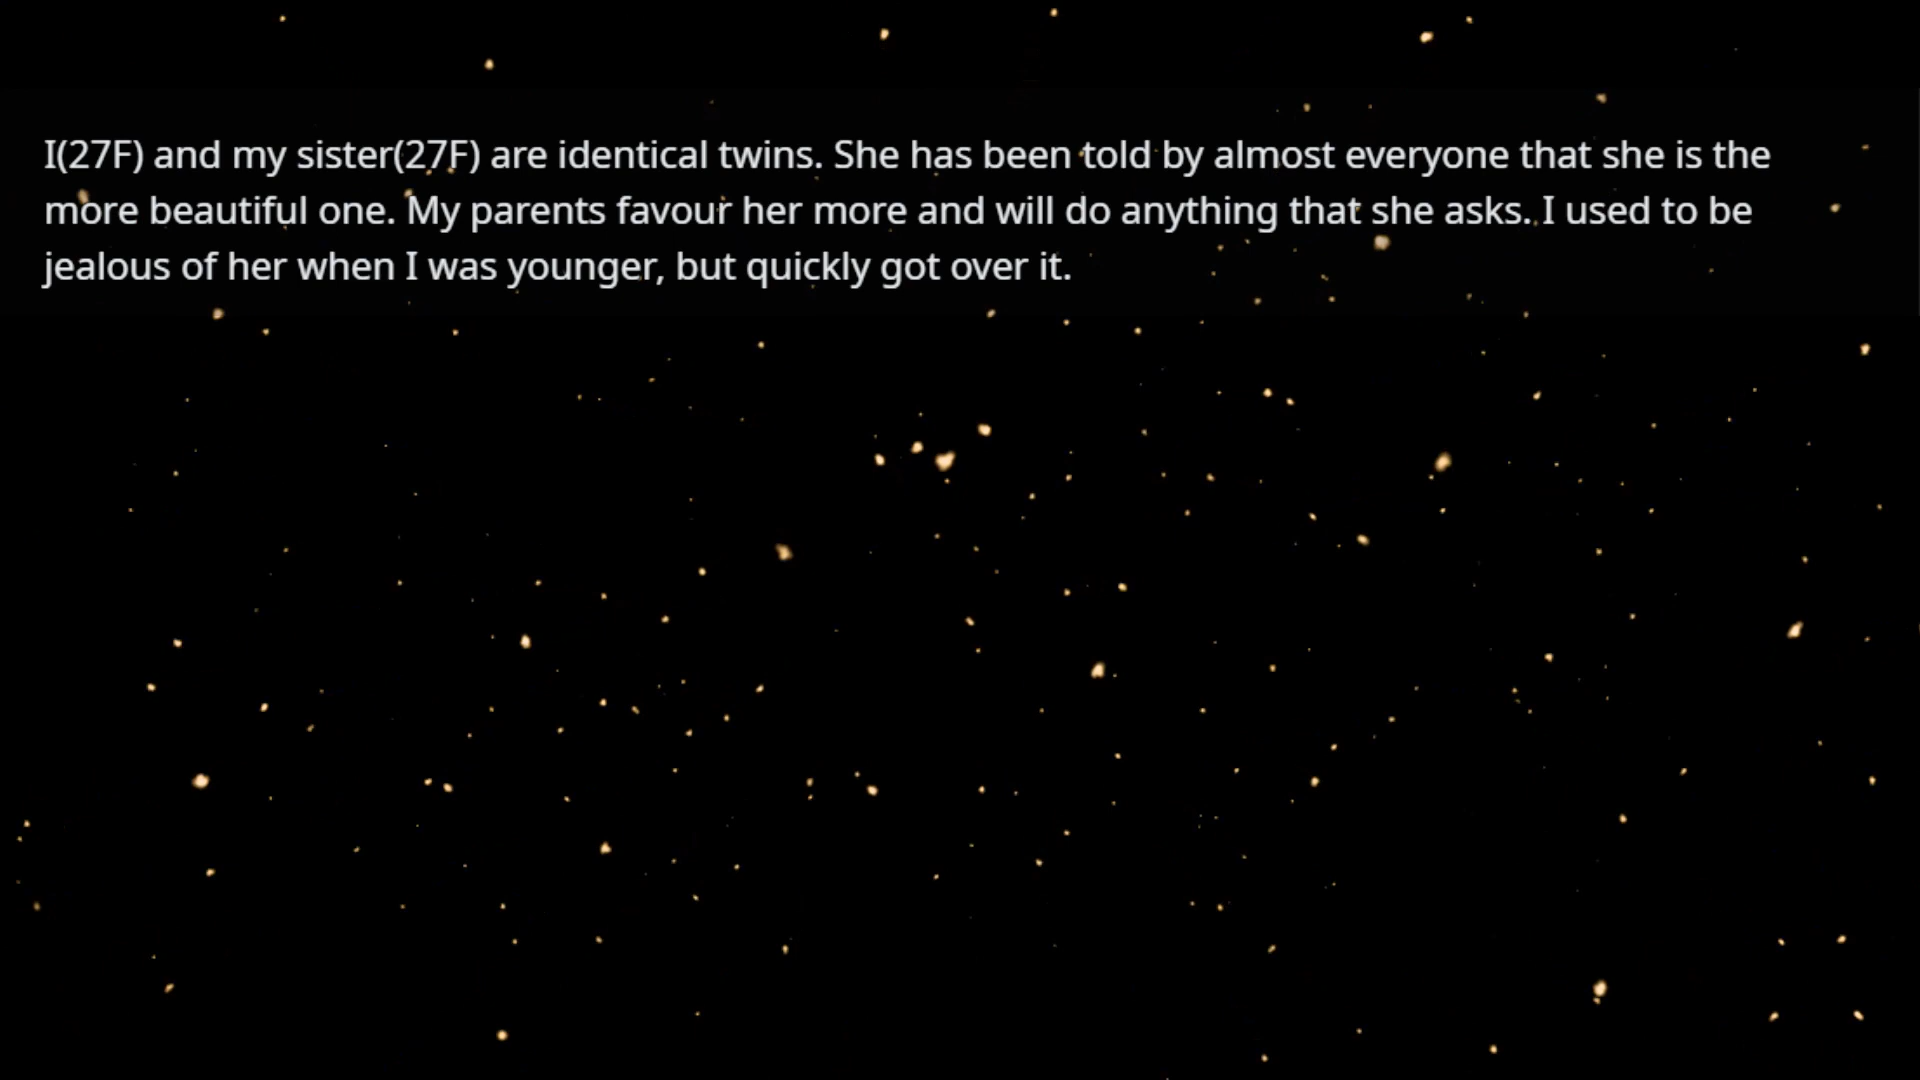 I(27F) and my sister(27F) are identical twins. She has been told by almost everyone that she is the
more beautiful one. My parents favour her more and will do anything that she asks. I used to be
jealous of her when I was younger, but quickly got over it.